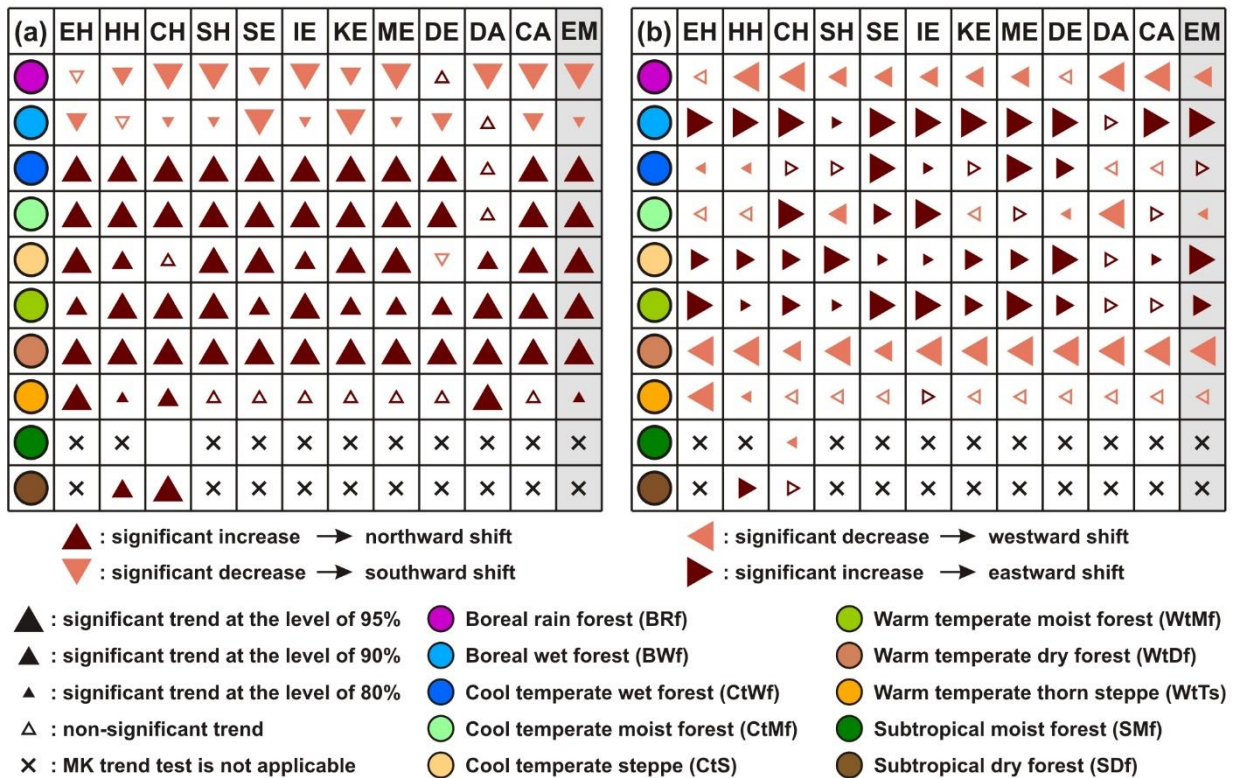 (a) EH HH CH SH SE IE KE ME DE DA CA EM
(b) EH HH CH SH SE IE KE ME DE DA CA EM
: significant increase → northward shift
: significant decrease → southward shift
: significant decrease → westward shift
: significant increase → eastward shift
: significant trend at the level of 95%
: significant trend at the level of 90%
: significant trend at the level of 80%
: non-significant trend
× : MK trend test is not applicable
Boreal rain forest (BRf)
Boreal wet forest (BWf)
Cool temperate wet forest (CtWf)
Cool temperate moist forest (CtMf)
Cool temperate steppe (CtS)
Warm temperate moist forest (WtMf)
Warm temperate dry forest (WtDf)
Warm temperate thorn steppe (WtTs)
Subtropical moist forest (SMf)
Subtropical dry forest (SDf)